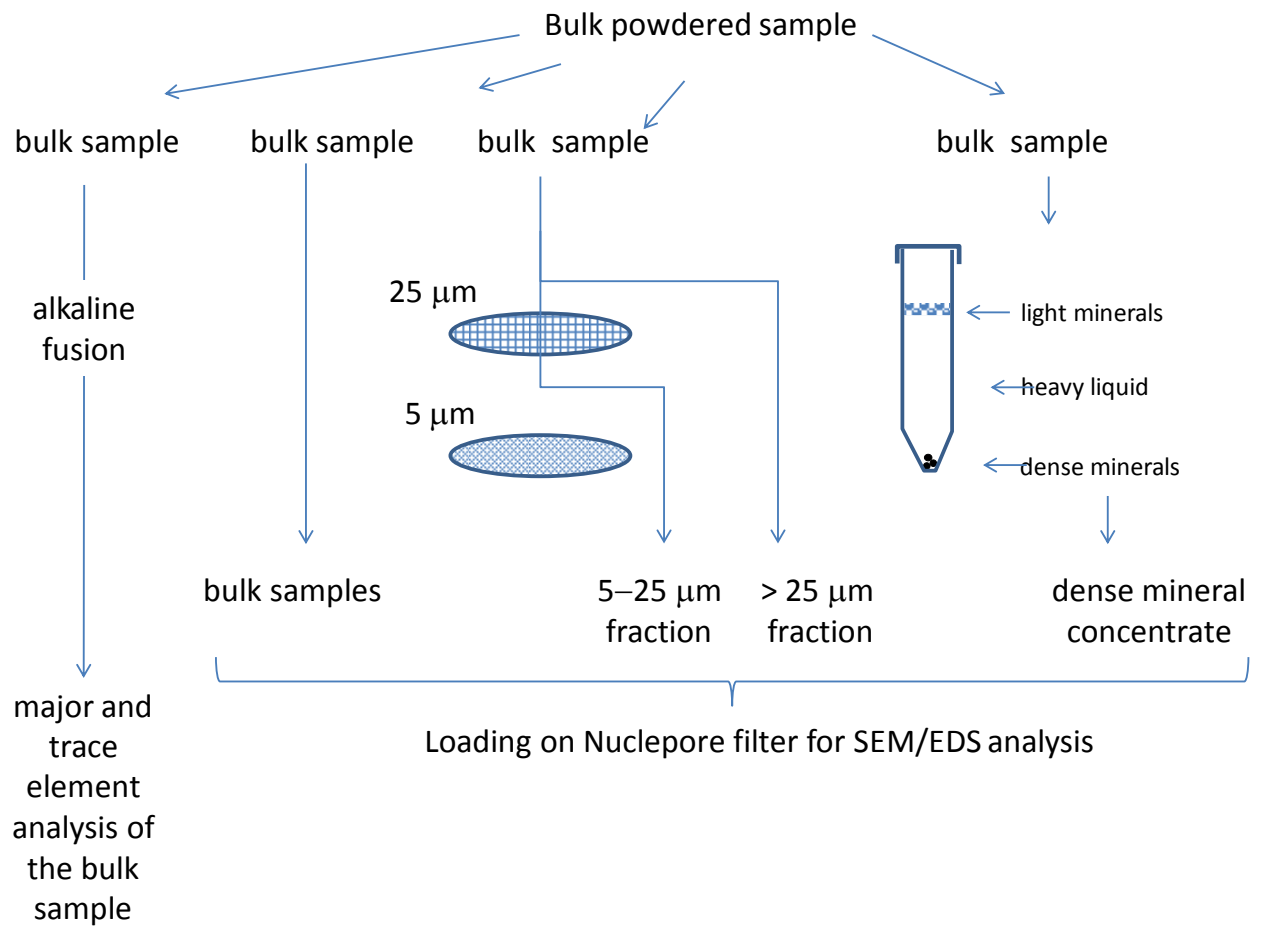 Bulk powdered sample
bulk sample
bulk sample
bulk sample
bulk sample
alkaline
fusion
25 μm
5 μm
light minerals
heavy liquid
dense minerals
bulk samples
5–25 μm
fraction
> 25 μm
fraction
dense mineral
concentrate
major and
trace
element
analysis of
the bulk
sample
Loading on Nuclepore filter for SEM/EDS analysis